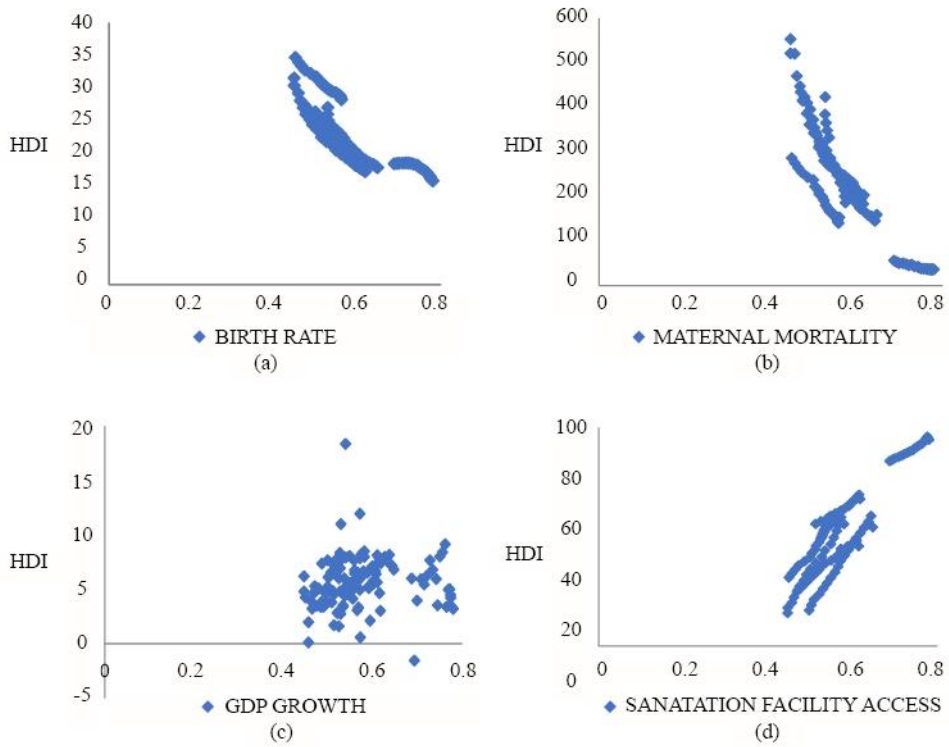 40
35
30
25
20
15
10
5
0
HDI
0 0.2 0.4 0.6 0.8
BIRTH RATE
(a)
600
500
400
300
200
100
0
HDI
0 0.2 0.4 0.6 0.8
MATERNAL MORTALITY
(b)
20
15
10
5
0
-5
HDI
0 0.2 0.4 0.6 0.8
GDP GROWTH
(c)
100
80
60
40
20
0
HDI
0 0.2 0.4 0.6 0.8
SANATATION FACILITY ACCESS
(d)